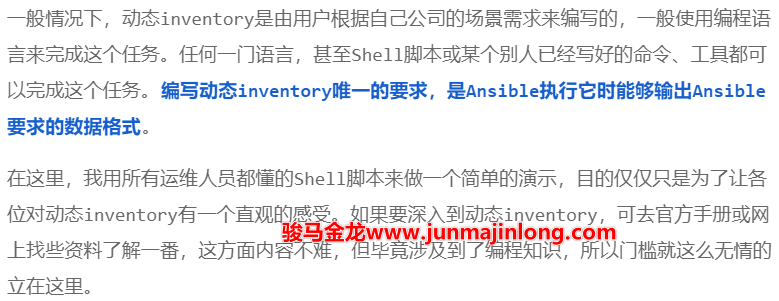 一般情况下，动态inventory是由用户根据自己公司的场景需求来编写的，一般使用编程语
言来完成这个任务。任何一门语言，甚至Shell脚本或某个别人已经写好的命令、工具都可
以完成这个任务。编写动态inventory唯一的要求，是Ansible执行它时能够输出Ansible
要求的数据格式。
在这里，我用所有运维人员都懂的Shell脚本来做一个简单的演示，目的仅仅只是为了让各
位对动态inventory有一个直观的感受。如果要深入到动态inventory，可去官方手册或网
骏马金龙www.junmajinlong.com
上找些资料了解一番，这方面内容不难，但毕竟涉及到了编程知识，所以门槛就这么无情的
立在这里。